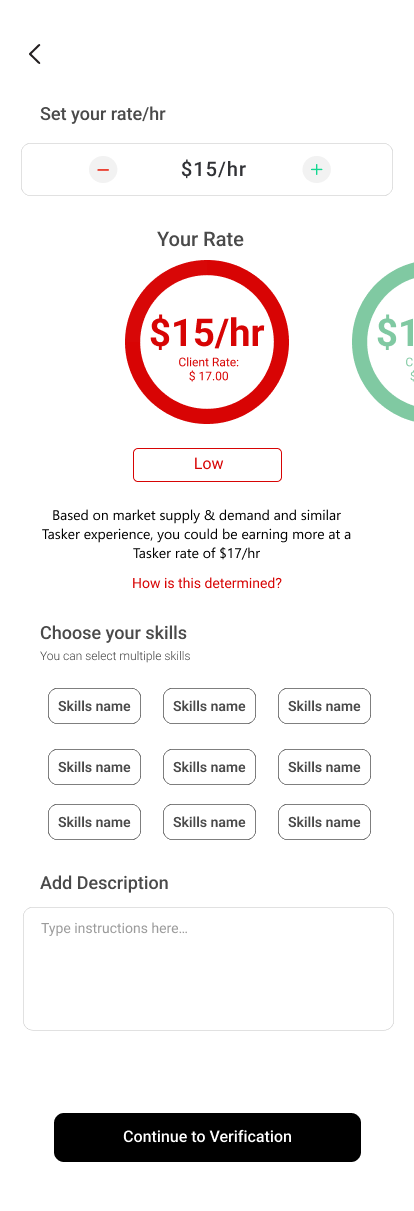 Set your rate/hr
− $15/hr +
Your Rate
$15/hr
Client Rate:
$ 17.00
$1
C
$
Low
Based on market supply & demand and similar
Tasker experience, you could be earning more at a
Tasker rate of $17/hr
How is this determined?
Choose your skills
You can select multiple skills
Skills name Skills name Skills name
Skills name Skills name Skills name
Skills name Skills name Skills name
Add Description
Type instructions here...
Continue to Verification